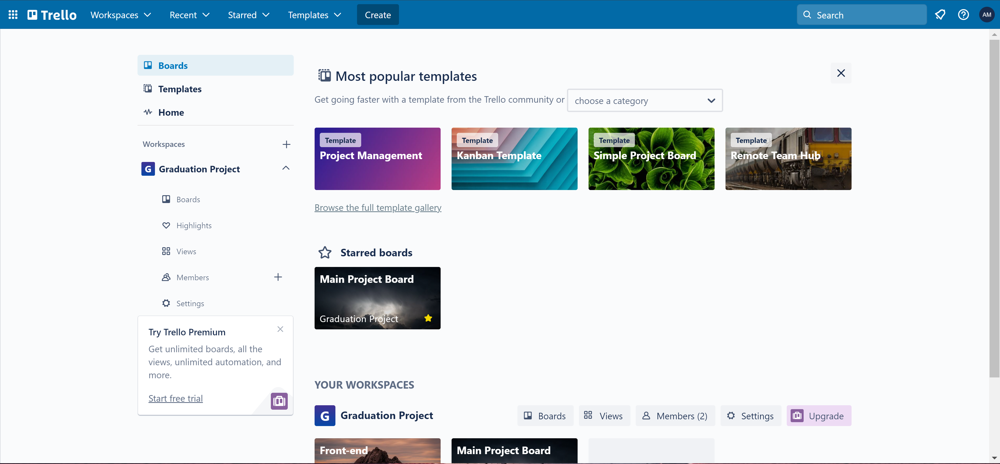 Trello
Workspaces
Recent
Starred
Templates
Create
Search
AM
Boards
Templates
Home
Workspaces
G Graduation Project
Boards
Highlights
Views
Members
Settings
Try Trello Premium
Get unlimited boards, all the
views, unlimited automation, and
more.
Start free trial
Most popular templates
Get going faster with a template from the Trello community or choose a category
Template
Project Management
Template
Kanban Template
Template
Simple Project Board
Template
Remote Team Hub
Browse the full template gallery
Starred boards
Main Project Board
Graduation Project
YOUR WORKSPACES
G Graduation Project
Boards
Views
Members (2)
Settings
Upgrade
Front-end
Main Project Board